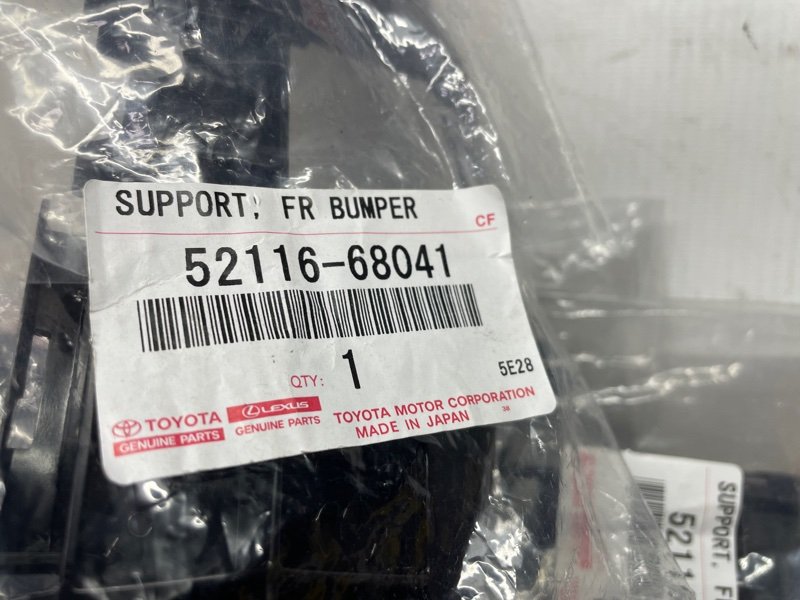 SUPPORT, FR BUMPER
CF
52116-68041
QTY: 1
5E28
TOYOTA
GENUINE PARTS
LEXUS
GENUINE PARTS
TOYOTA MOTOR CORPORATION
MADE IN JAPAN
38
SUPPORT, F
5211